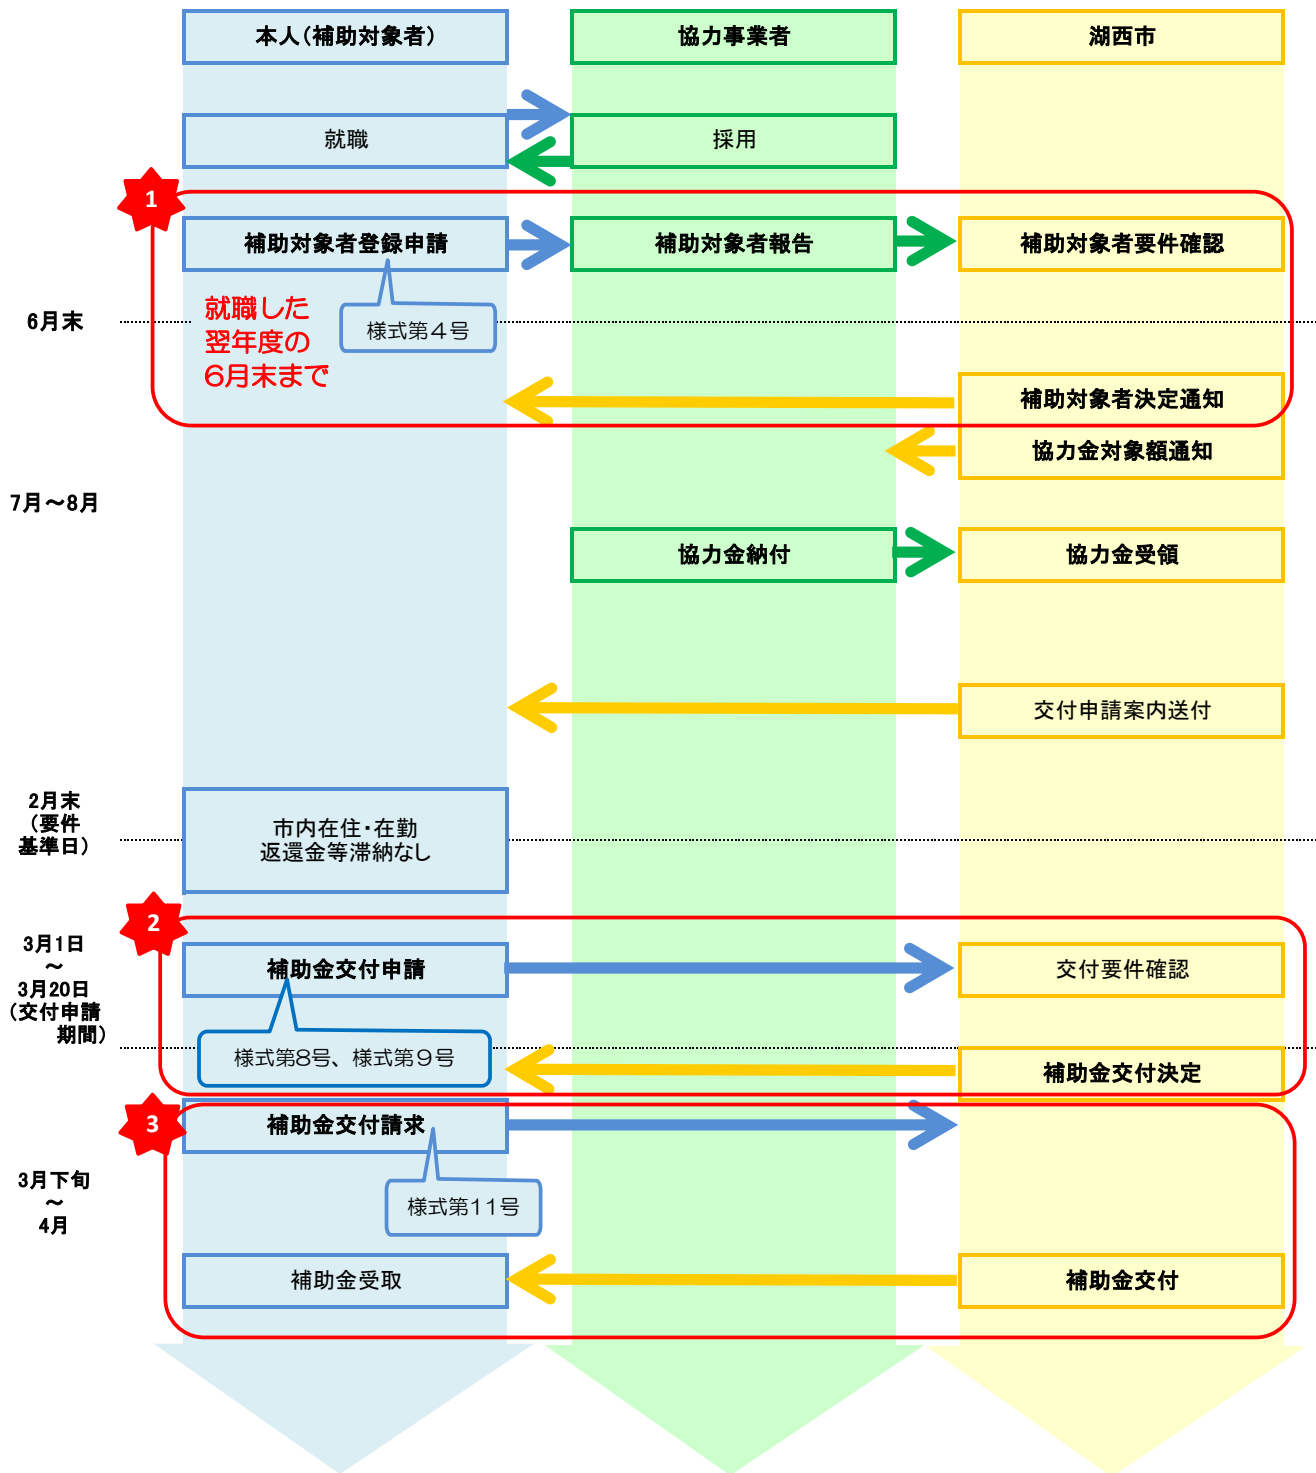 本人（補助対象者）
協力事業者
湖西市
就職
採用
1
補助対象者登録申請
補助対象者報告
補助対象者要件確認
6月末
就職した
翌年度の
6月末まで
様式第４号
補助対象者決定通知
協力金対象額通知
7月～8月
協力金納付
協力金受領
交付申請案内送付
2月末
（要件
基準日）
市内在住・在勤
返還金等滞納なし
2
3月1日
～
3月20日
（交付申請
期間）
補助金交付申請
交付要件確認
様式第8号、様式第９号
補助金交付決定
3
補助金交付請求
3月下旬
～
4月
様式第11号
補助金受取
補助金交付